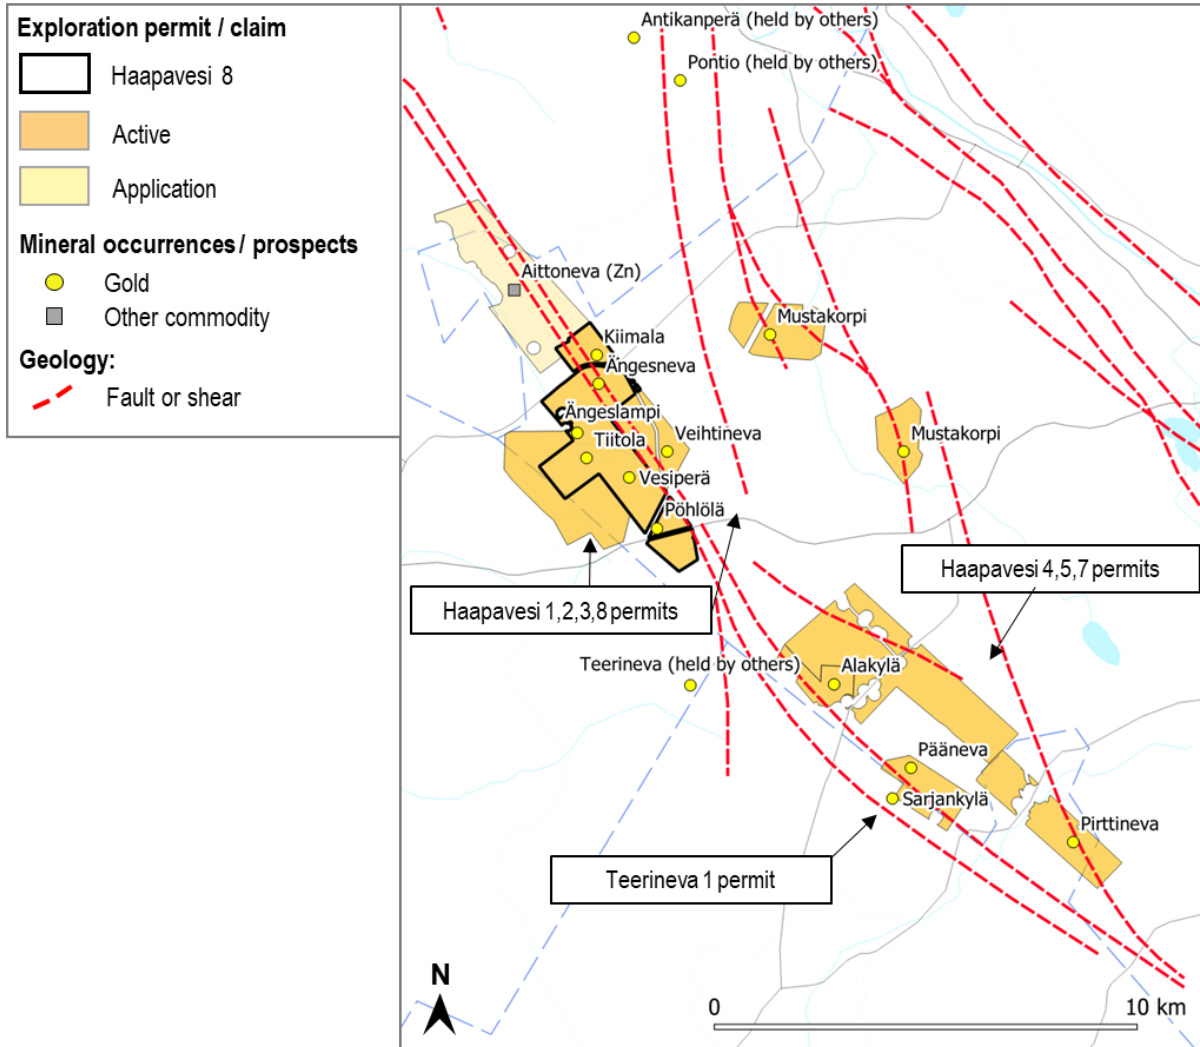 Exploration permit / claim
Haapavesi 8
Active
Application
Mineral occurrences / prospects
Gold
Other commodity
Geology:
Fault or shear
Antikanperä (held by others)
Pontio (held by others)
Aittoneva (Zn)
Mustakorpi
Kiimala
Ängesneva
Ängeslampi
Tiitola
Veihtineva
Mustakorpi
Vesiperä
Pöhlölä
Haapavesi 4,5,7 permits
Haapavesi 1,2,3,8 permits
Teerineva (held by others)
Alakylä
Pääneva
Sarjankylä
Pirttineva
Teerineva 1 permit
N
0
10 km